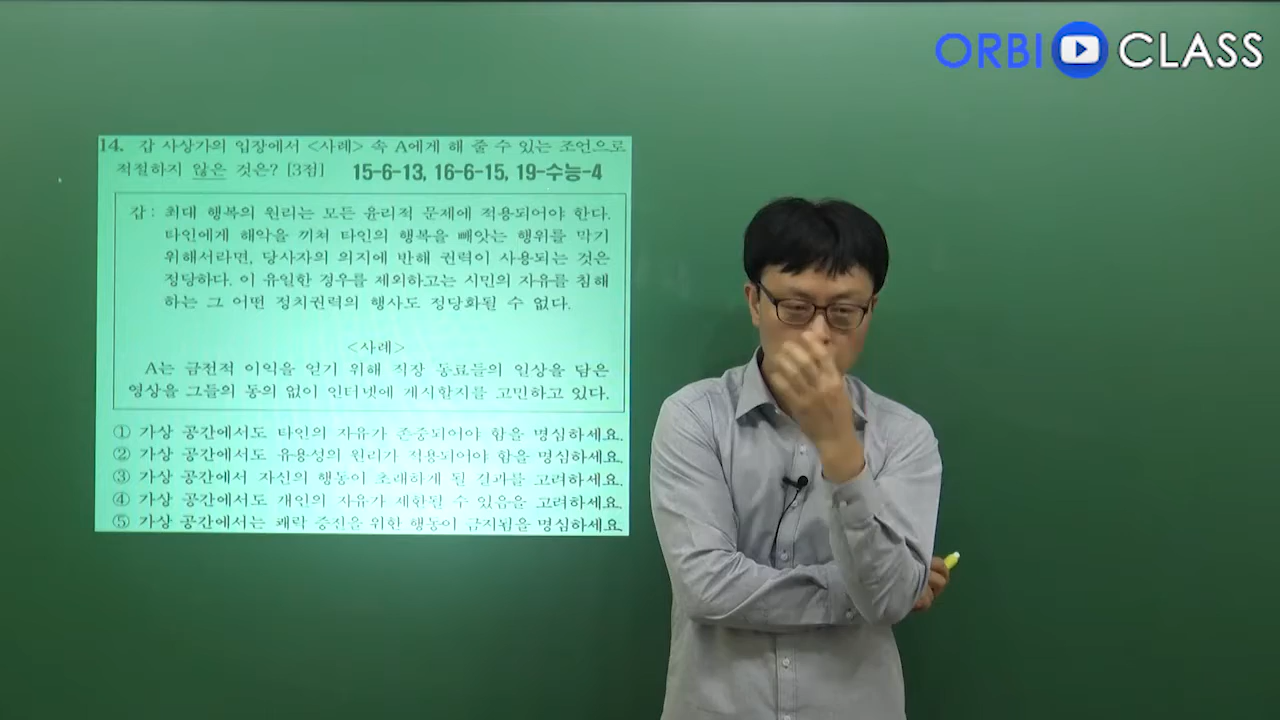 ORBI CLASS
14. 갑 사상가의 입장에서 <사례> 속 A에게 해 줄 수 있는 조언으로
적절하지 않은 것은? [3점] 15-6-13, 16-6-15, 19-수능-4
갑 : 최대 행복의 원리는 모든 윤리적 문제에 적용되어야 한다.
타인에게 해악을 끼쳐 타인의 행복을 빼앗는 행위를 막기
위해서라면, 당사자의 의지에 반해 권력이 사용되는 것은
정당하다. 이 유일한 경우를 제외하고는 시민의 자유를 침해
하는 그 어떤 정치권력의 행사도 정당화될 수 없다.
<사례>
A는 금전적 이익을 얻기 위해 직장 동료들의 인상을 담은
영상을 그들의 동의 없이 인터넷에 게시할지를 고민하고 있다.
① 가상 공간에서도 타인의 자유가 존중되어야 함을 명심하세요.
② 가상 공간에서도 유용성의 원리가 적용되어야 함을 명심하세요.
③ 가상 공간에서 자신의 행동이 초래하게 될 결과를 고려하세요.
④ 가상 공간에서도 개인의 자유가 제한될 수 있음을 고려하세요.
⑤ 가상 공간에서는 쾌락 증진을 위한 행동이 금지됨을 명심하세요.